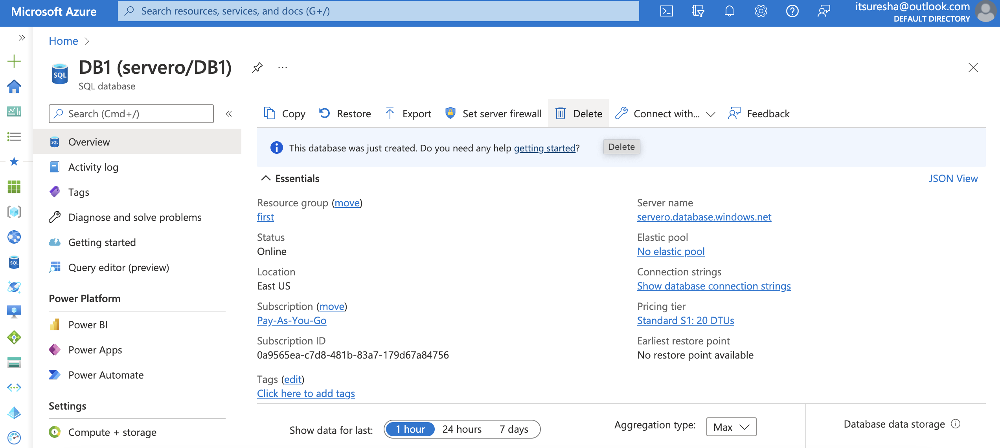 Microsoft Azure
Search resources, services, and docs (G+/)
itsuresha@outlook.com
DEFAULT DIRECTORY
Home
DB1 (servero/DB1)
SQL
SQL database
Search (Cmd+/)
Copy
Restore
Export
Set server firewall
Delete
Connect with...
Feedback
This database was just created. Do you need any help getting started?
Delete
Overview
Activity log
Tags
Diagnose and solve problems
Getting started
Query editor (preview)
Power Platform
Power BI
Power Apps
Power Automate
Settings
Compute + storage
Essentials
JSON View
Resource group (move)
first
Status
Online
Location
East US
Subscription (move)
Pay-As-You-Go
Subscription ID
0a9565ea-c7d8-481b-83a7-179d67a84756
Tags (edit)
Click here to add tags
Server name
servero.database.windows.net
Elastic pool
No elastic pool
Connection strings
Show database connection strings
Pricing tier
Standard S1: 20 DTUs
Earliest restore point
No restore point available
Show data for last:
1 hour
24 hours
7 days
Aggregation type:
Max
Database data storage
SQL
SQL